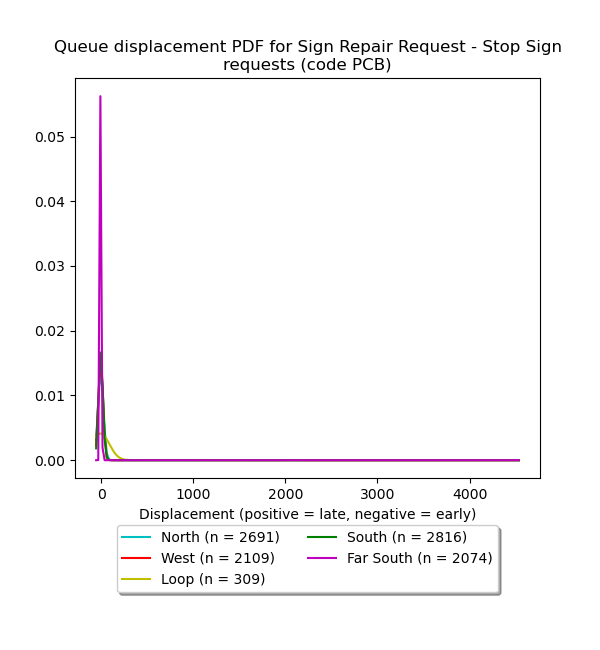 Queue displacement PDF for Sign Repair Request - Stop Sign
requests (code PCB)
0.05
0.04
0.03
0.02
0.01
0.00
0 1000 2000 3000 4000
Displacement (positive = late, negative = early)
North (n = 2691)
West (n = 2109)
Loop (n = 309)
South (n = 2816)
Far South (n = 2074)